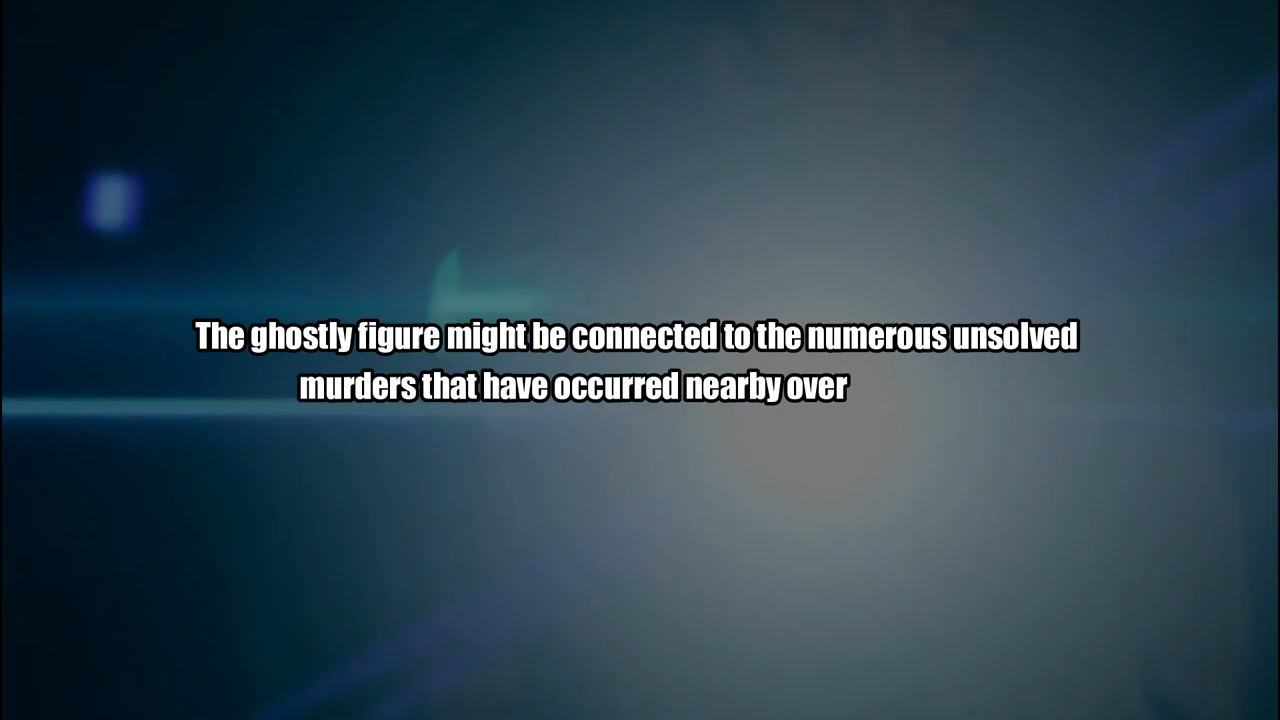 The ghostly figure might be connected to the numerous unsolved
murders that have occurred nearby over